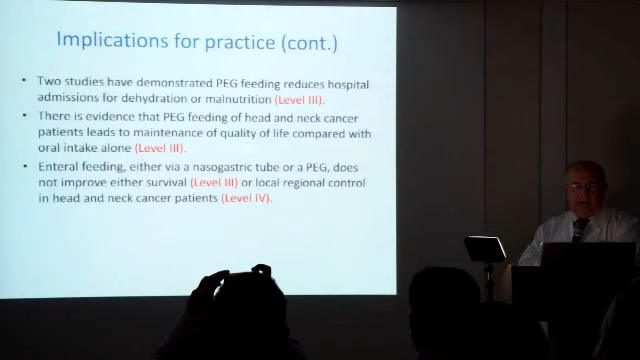 Implications for practice (cont.)
• Two studies have demonstrated PEG feeding reduces hospital
admissions for dehydration or malnutrition (Level III).
• There is evidence that PEG feeding of head and neck cancer
patients leads to maintenance of quality of life compared with
oral intake alone (Level III).
• Enteral feeding, either via a nasogastric tube or a PEG, does
not improve either survival (Level III) or local regional control
in head and neck cancer patients (Level IV).